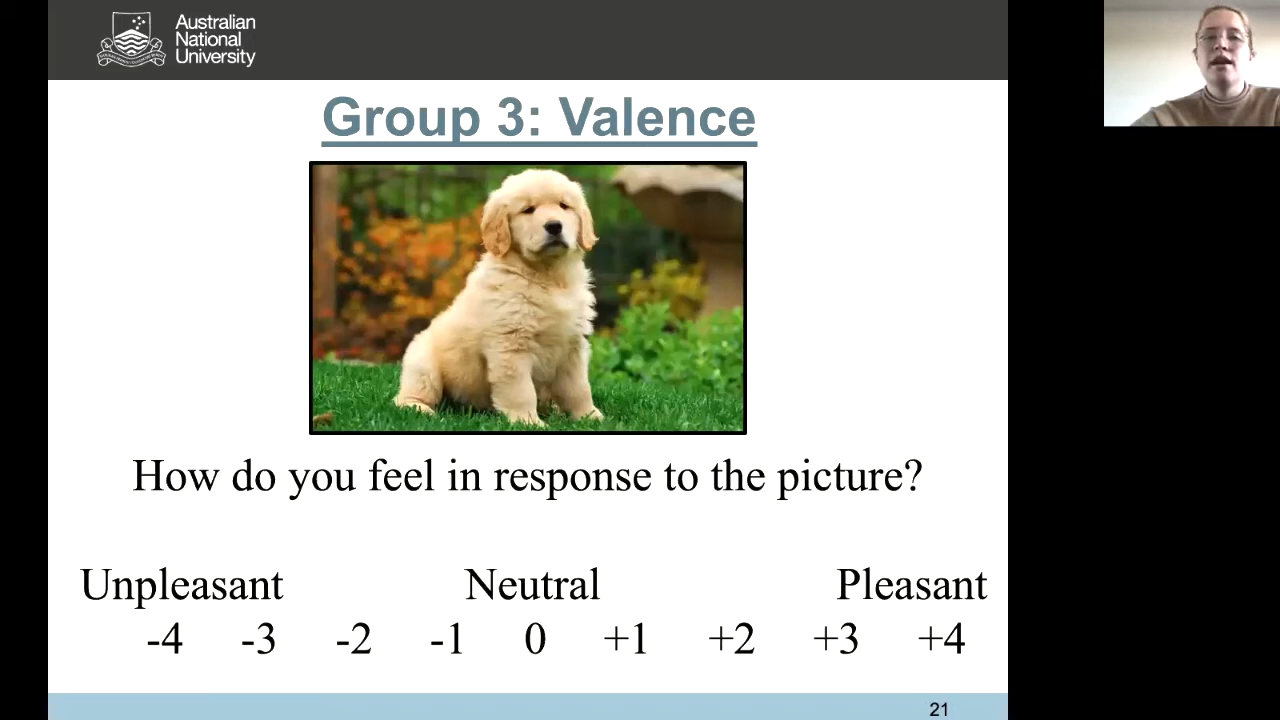 Australian
National
University
Group 3: Valence
How do you feel in response to the picture?
Unpleasant Neutral Pleasant
-4 -3 -2 -1 0 +1 +2 +3 +4
21